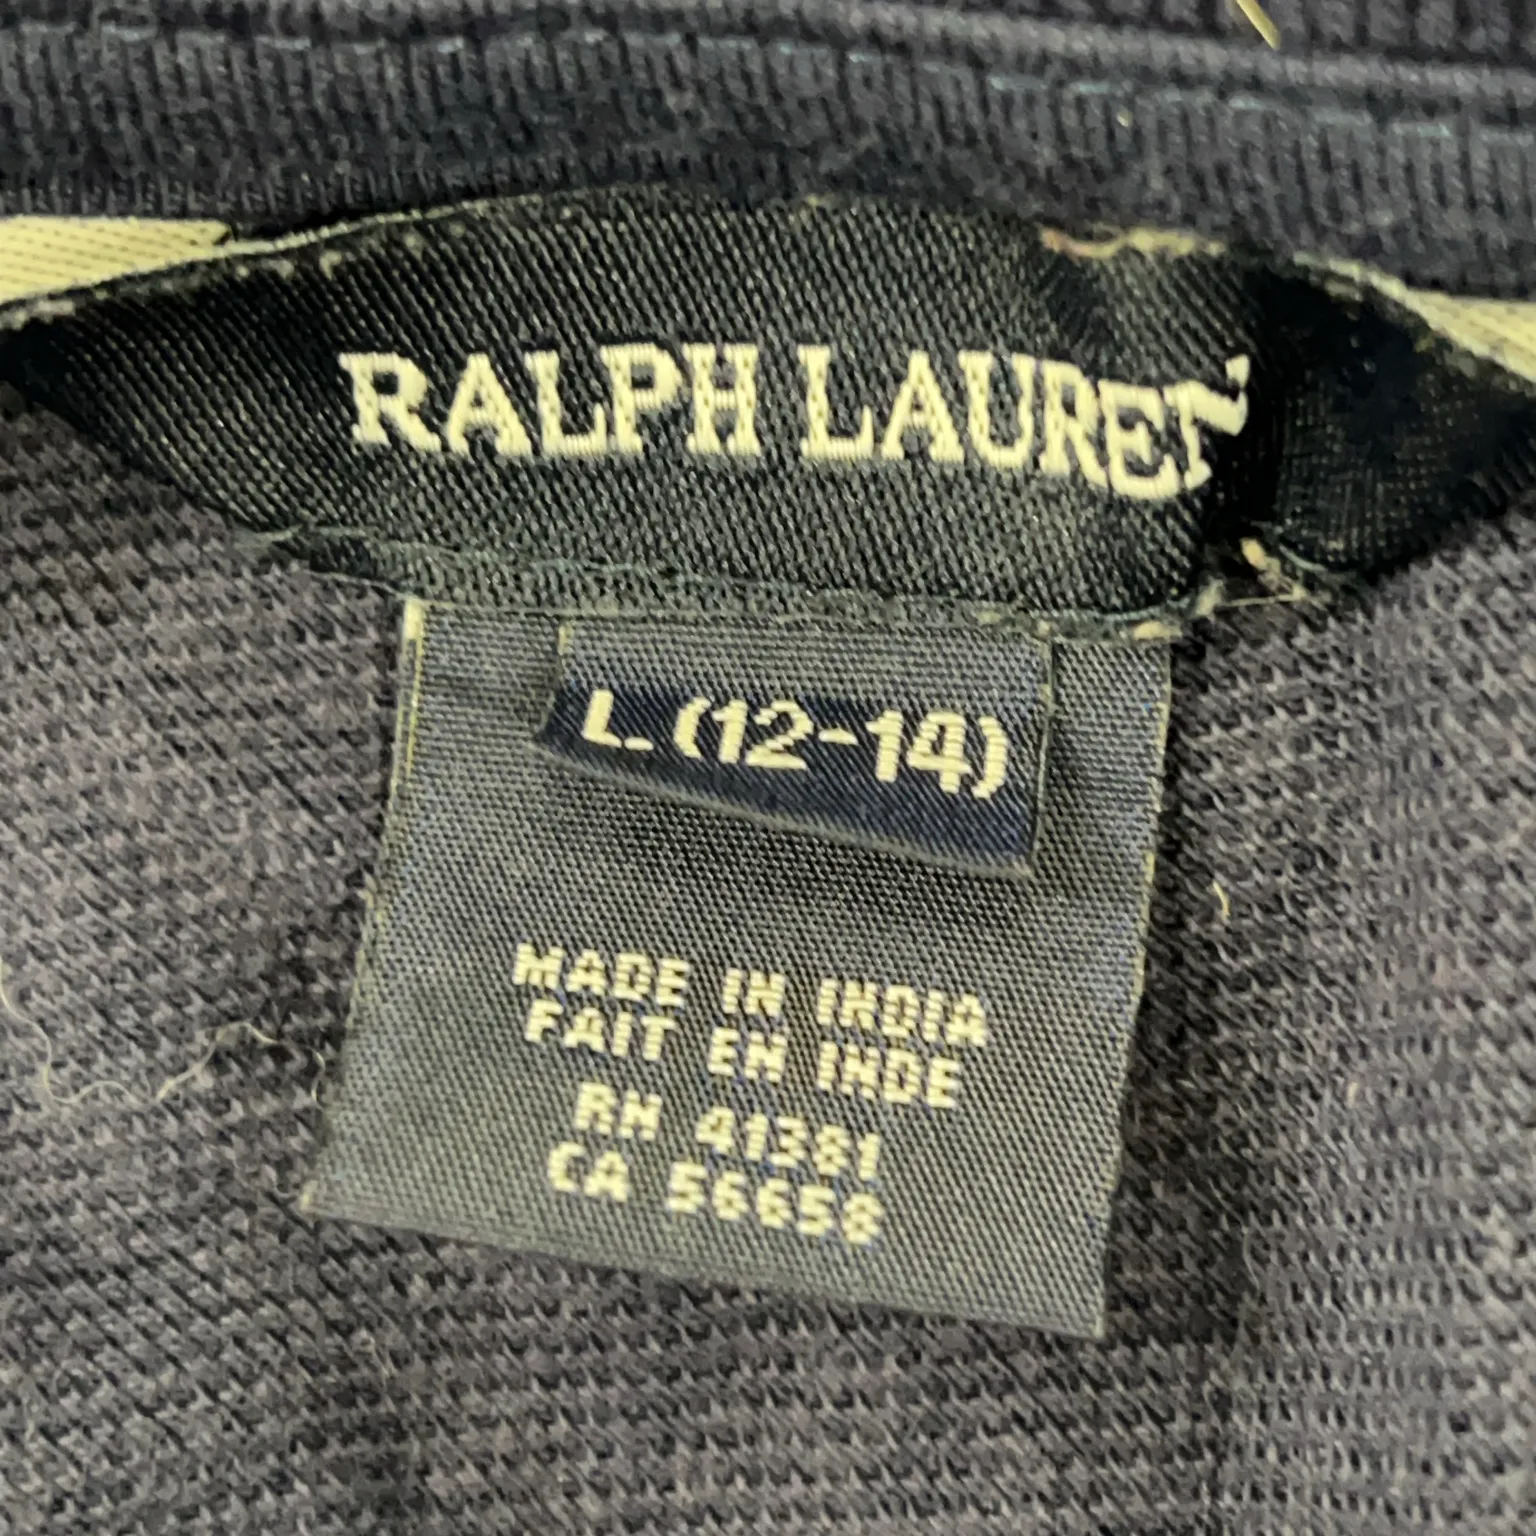 RALPH LAUREN
L. (12-14)
MADE IN INDIA
FAIT EN INDE
RN 41381
CA 56658